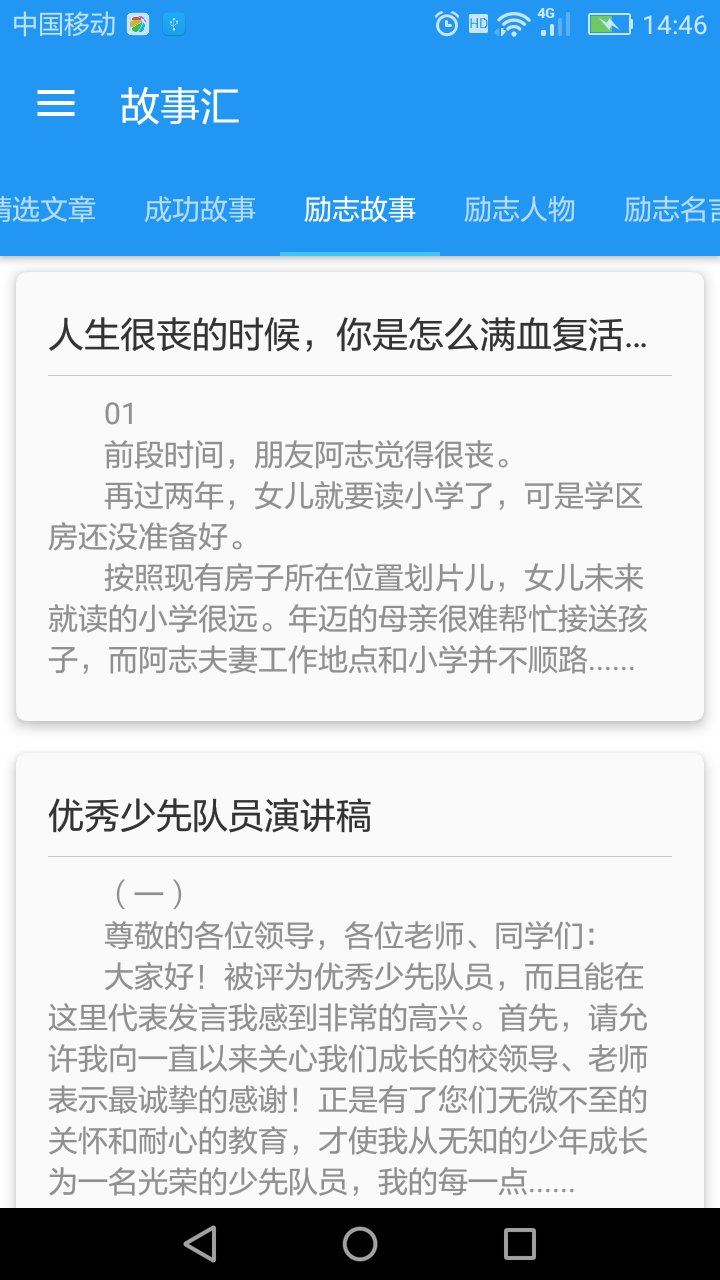 中国移动
HD
4G
14:46
故事汇
精选文章 成功故事 励志故事 励志人物 励志名言
人生很丧的时候，你是怎么满血复活...
01
前段时间，朋友阿志觉得很丧。
再过两年，女儿就要读小学了，可是学区
房还没准备好。
按照现有房子所在位置划片儿，女儿未来
就读的小学很远。年迈的母亲很难帮忙接送孩
子，而阿志夫妻工作地点和小学并不顺路......
优秀少先队员演讲稿
（一）
尊敬的各位领导，各位老师、同学们：
大家好！被评为优秀少先队员，而且能在
这里代表发言我感到非常的高兴。首先，请允
许我向一直以来关心我们成长的校领导、老师
表示最诚挚的感谢！正是有了您们无微不至的
关怀和耐心的教育，才使我从无知的少年成长
为一名光荣的少先队员，我的每一点......